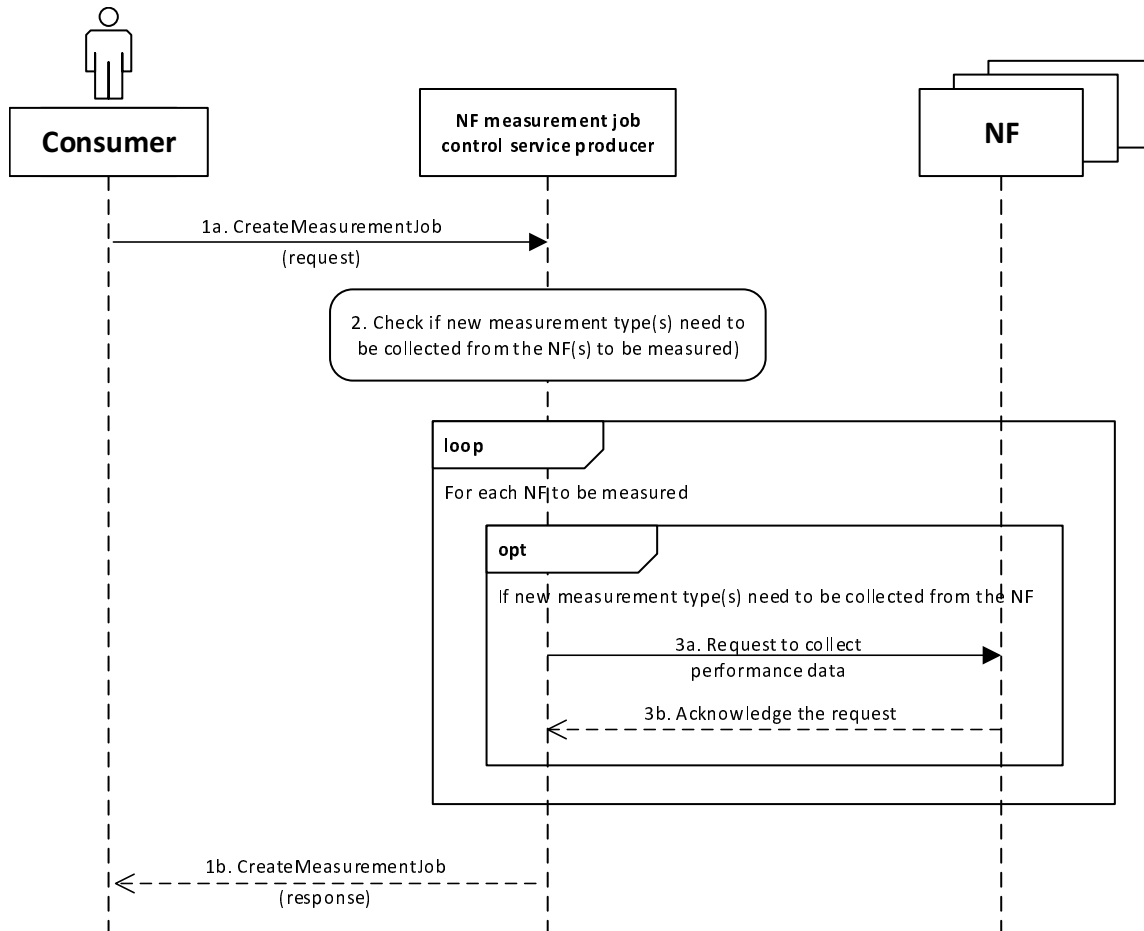 Consumer
NF measurement job
control service producer
NF
1a. CreateMeasurementJob
(request)
2. Check if new measurement type(s) need to
be collected from the NF(s) to be measured)
loop
For each NF to be measured
opt
If new measurement type(s) need to be collected from the NF
3a. Request to collect
performance data
3b. Acknowledge the request
1b. CreateMeasurementJob
(response)